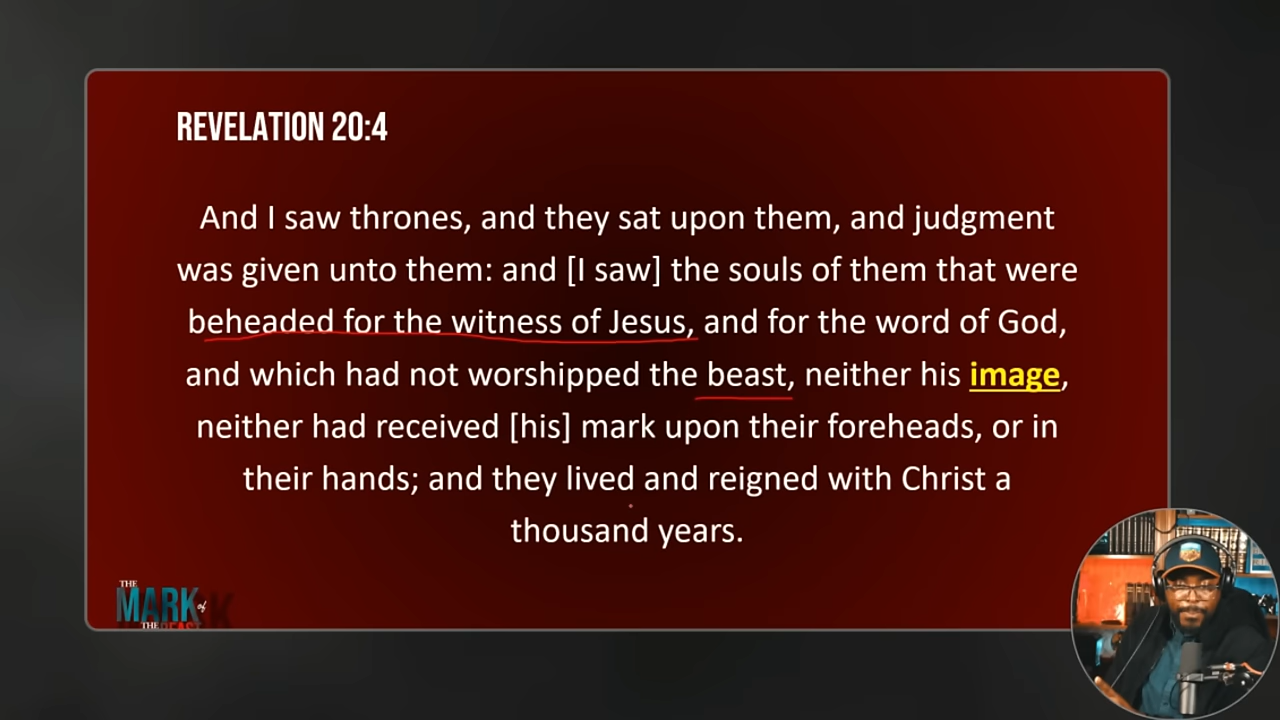 REVELATION 20:4
And I saw thrones, and they sat upon them, and judgment
was given unto them: and [I saw] the souls of them that were
beheaded for the witness of Jesus, and for the word of God,
and which had not worshipped the beast, neither his image,
neither had received [his] mark upon their foreheads, or in
their hands; and they lived and reigned with Christ a
thousand years.
THE
MARK of
THE BEAST